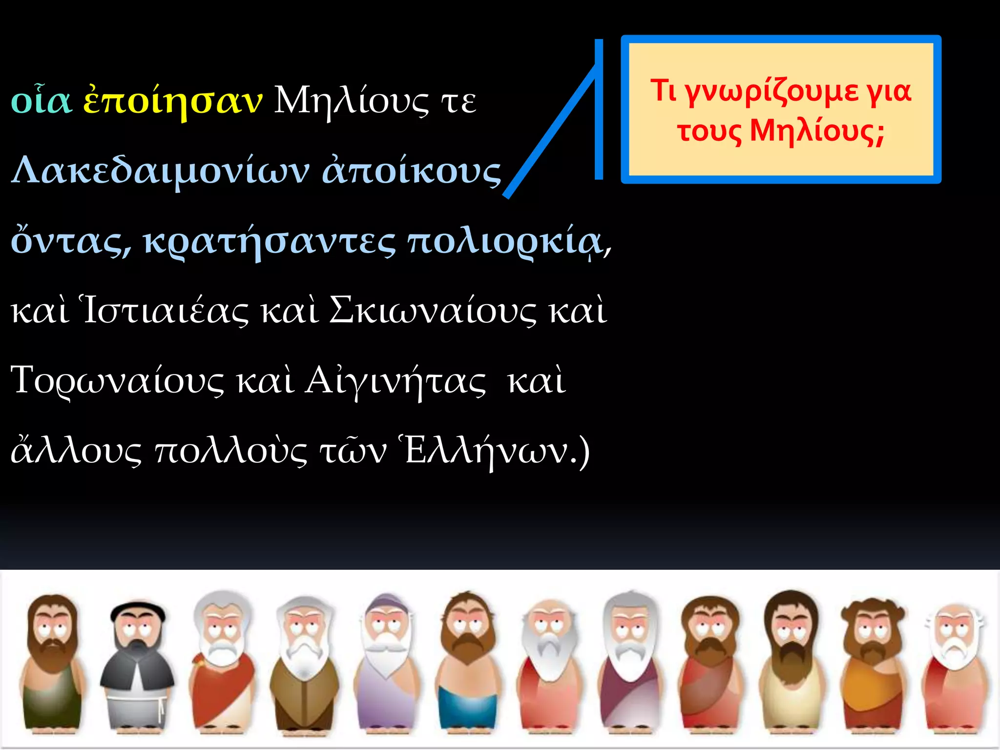 οἷα ἐποίησαν Μηλίους τε
Λακεδαιμονίων ἀποίκους
ὄντας, κρατήσαντες πολιορκίᾳ,
καὶ Ἱστιαιέας καὶ Σκιωναίους καὶ
Τορωναίους καὶ Αἰγινήτας  καὶ
ἄλλους πολλοὺς τῶν Ἑλλήνων.)
Τι γνωρίζουμε για
τους Μηλίους;